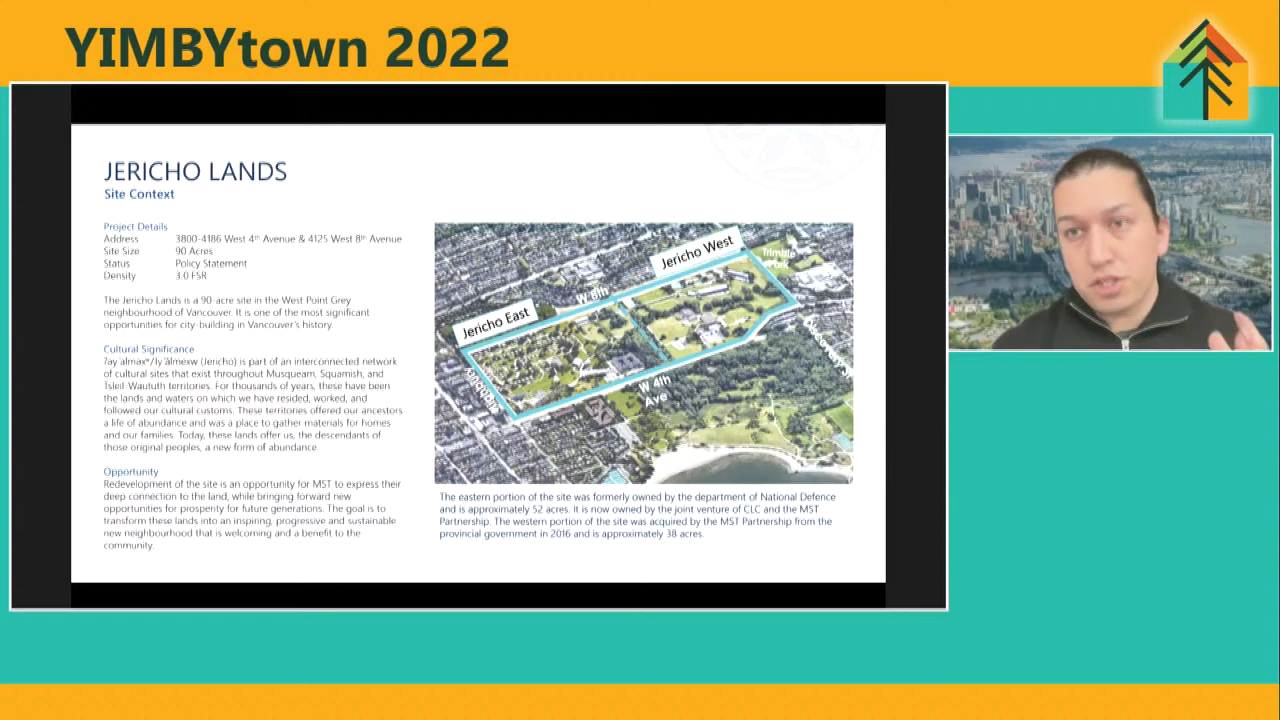 YIMBYtown 2022
JERICHO LANDS
Site Context
Project Details
Address 3800-4186 West 4th Avenue & 4125 West 8th Avenue
Site Size 90 Acres
Status Policy Statement
Density 3.0 FSR
The Jericho Lands is a 90-acre site in the West Point Grey
neighbourhood of Vancouver. It is one of the most significant
opportunities for city-building in Vancouver's history.
Cultural Significance
ʔəy̓alməxʷ/Iy̓álmexw (Jericho) is part of an interconnected network
of cultural sites that exist throughout Musqueam, Squamish, and
Tsleil-Waututh territories. For thousands of years, these have been
the lands and waters on which we have resided, worked, and
followed our cultural customs. These territories offered our ancestors
a life of abundance and was a place to gather materials for homes
and our families. Today, these lands offer us, the descendants of
those original peoples, a new form of abundance.
Opportunity
Redevelopment of the site is an opportunity for MST to express their
deep connection to the land, while bringing forward new
opportunities for prosperity for future generations. The goal is to
transform these lands into an inspiring, progressive and sustainable
new neighbourhood that is welcoming and a benefit to the
community.
Jericho West
Trimble
Park
W 8th
Jericho East
W 4th
Ave
The eastern portion of the site was formerly owned by the department of National Defence
and is approximately 52 acres. It is now owned by the joint venture of CLC and the MST
Partnership. The western portion of the site was acquired by the MST Partnership from the
provincial government in 2016 and is approximately 38 acres.